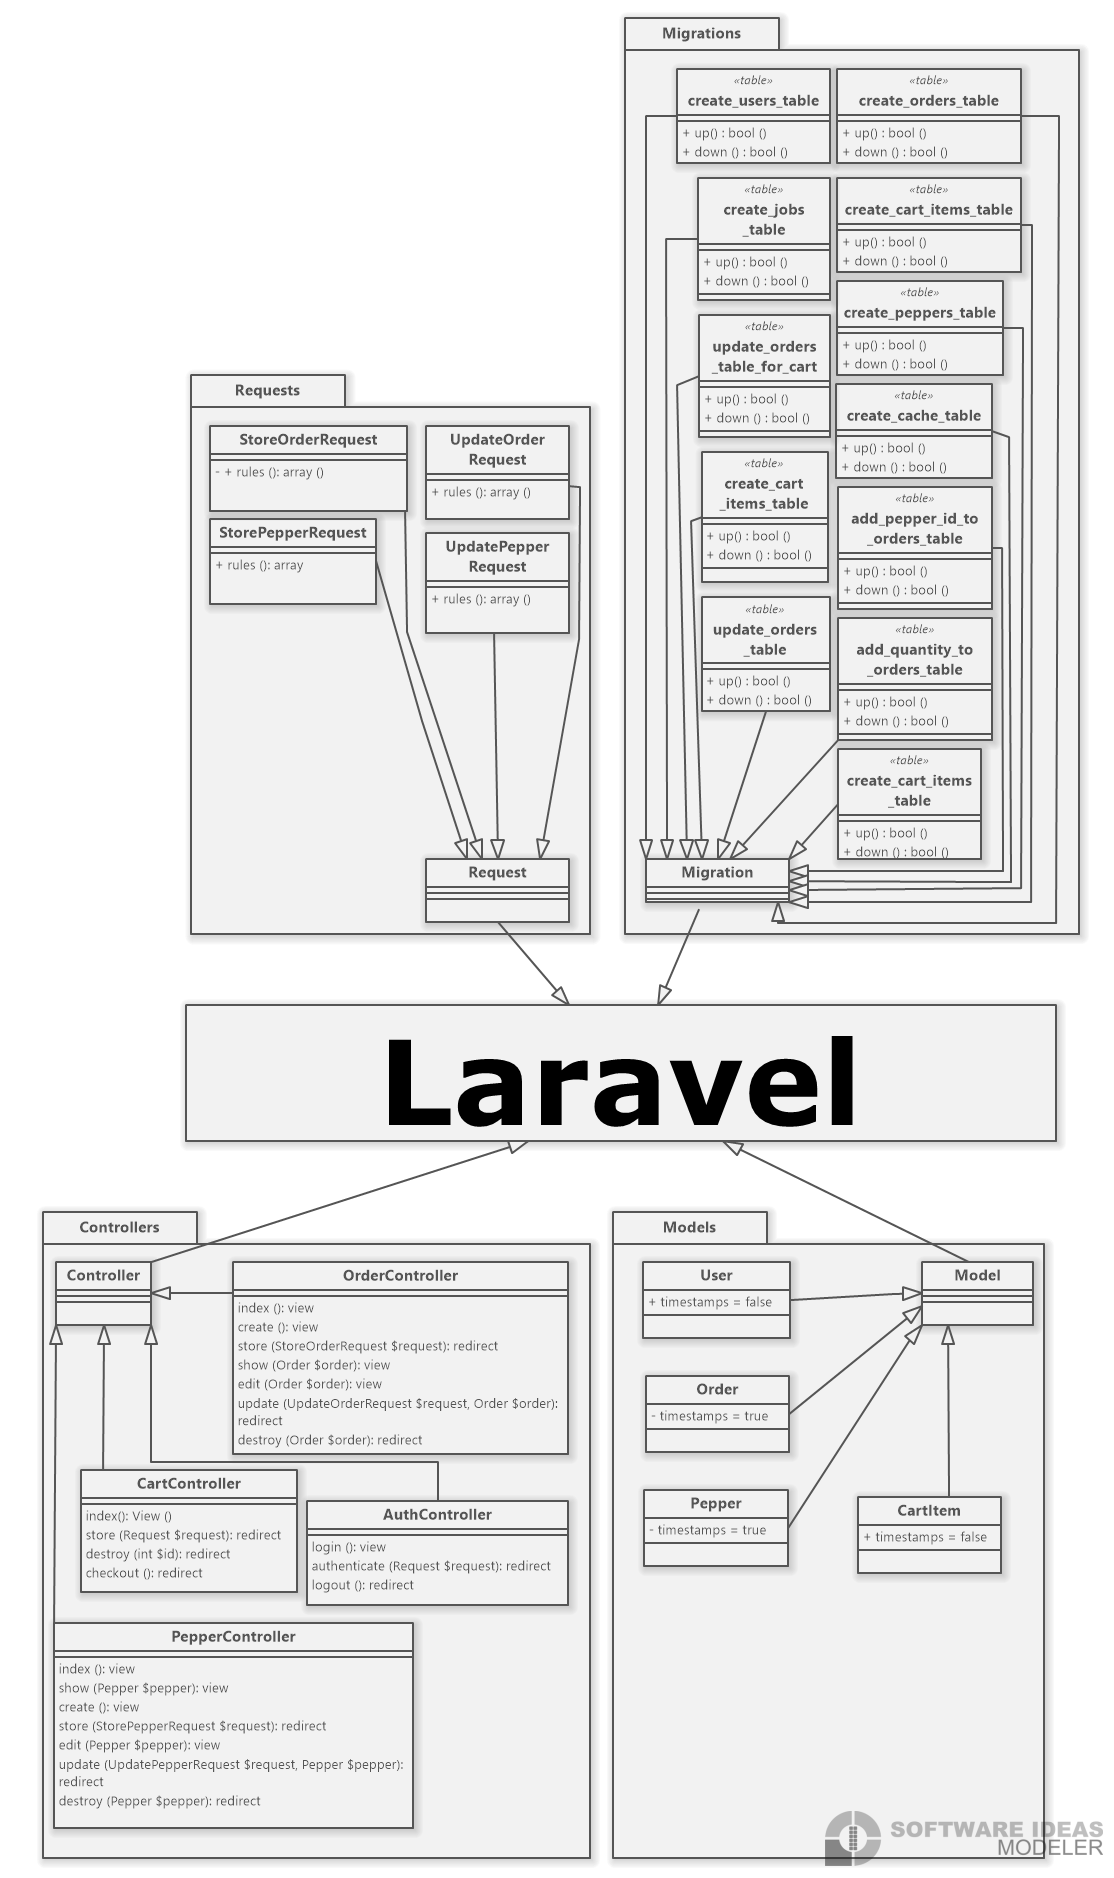 Migrations
«table»
create_users_table
+ up() : bool ()
+ down () : bool ()
«table»
create_orders_table
+ up() : bool ()
+ down () : bool ()
«table»
create_jobs
_table
+ up() : bool ()
+ down () : bool ()
«table»
create_cart_items_table
+ up() : bool ()
+ down () : bool ()
«table»
create_peppers_table
+ up() : bool ()
+ down () : bool ()
«table»
update_orders
_table_for_cart
+ up() : bool ()
+ down () : bool ()
«table»
create_cache_table
+ up() : bool ()
+ down () : bool ()
«table»
create_cart
_items_table
+ up() : bool ()
+ down () : bool ()
«table»
add_pepper_id_to
_orders_table
+ up() : bool ()
+ down () : bool ()
«table»
update_orders
_table
+ up() : bool ()
+ down () : bool ()
«table»
add_quantity_to
_orders_table
+ up() : bool ()
+ down () : bool ()
«table»
create_cart_items
_table
+ up() : bool ()
+ down () : bool ()
Migration
Requests
StoreOrderRequest
- + rules (): array ()
UpdateOrder
Request
+ rules (): array ()
StorePepperRequest
+ rules (): array
UpdatePepper
Request
+ rules (): array ()
Request
Laravel
Controllers
Controller
OrderController
index (): view
create (): view
store (StoreOrderRequest $request): redirect
show (Order $order): view
edit (Order $order): view
update (UpdateOrderRequest $request, Order $order):
redirect
destroy (Order $order): redirect
CartController
index(): View ()
store (Request $request): redirect
destroy (int $id): redirect
checkout (): redirect
AuthController
login (): view
authenticate (Request $request): redirect
logout (): redirect
PepperController
index (): view
show (Pepper $pepper): view
create (): view
store (StorePepperRequest $request): redirect
edit (Pepper $pepper): view
update (UpdatePepperRequest $request, Pepper $pepper):
redirect
destroy (Pepper $pepper): redirect
Models
User
+ timestamps = false
Model
Order
- timestamps = true
Pepper
- timestamps = true
CartItem
+ timestamps = false
SOFTWARE IDEAS
MODELER